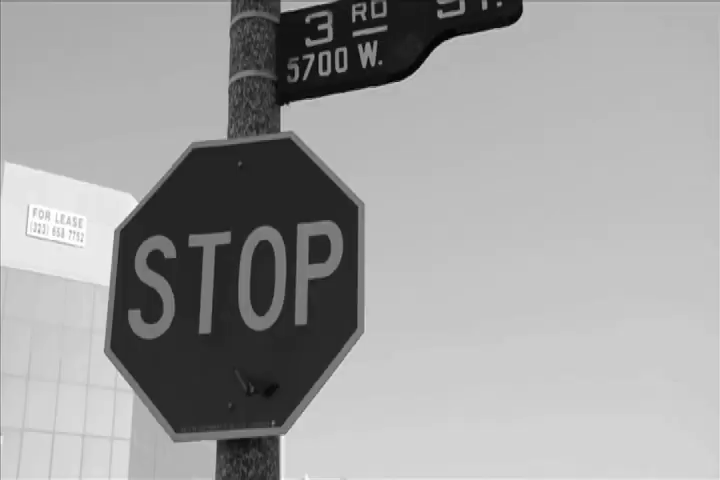 3 RD ST.
5700 W.
FOR LEASE
(323) 658 7752
STOP